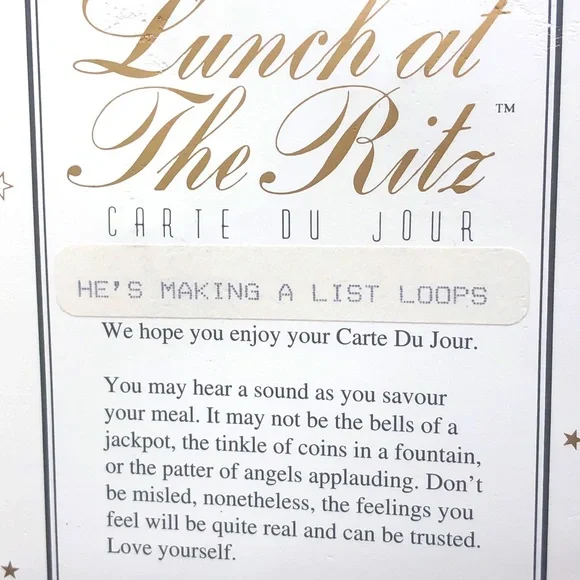 Lunch at
The Ritz™
CARTE DU JOUR
HE'S MAKING A LIST LOOPS
We hope you enjoy your Carte Du Jour.
You may hear a sound as you savour
your meal. It may not be the bells of a
jackpot, the tinkle of coins in a fountain,
or the patter of angels applauding. Don't
be misled, nonetheless, the feelings you
feel will be quite real and can be trusted.
Love yourself.